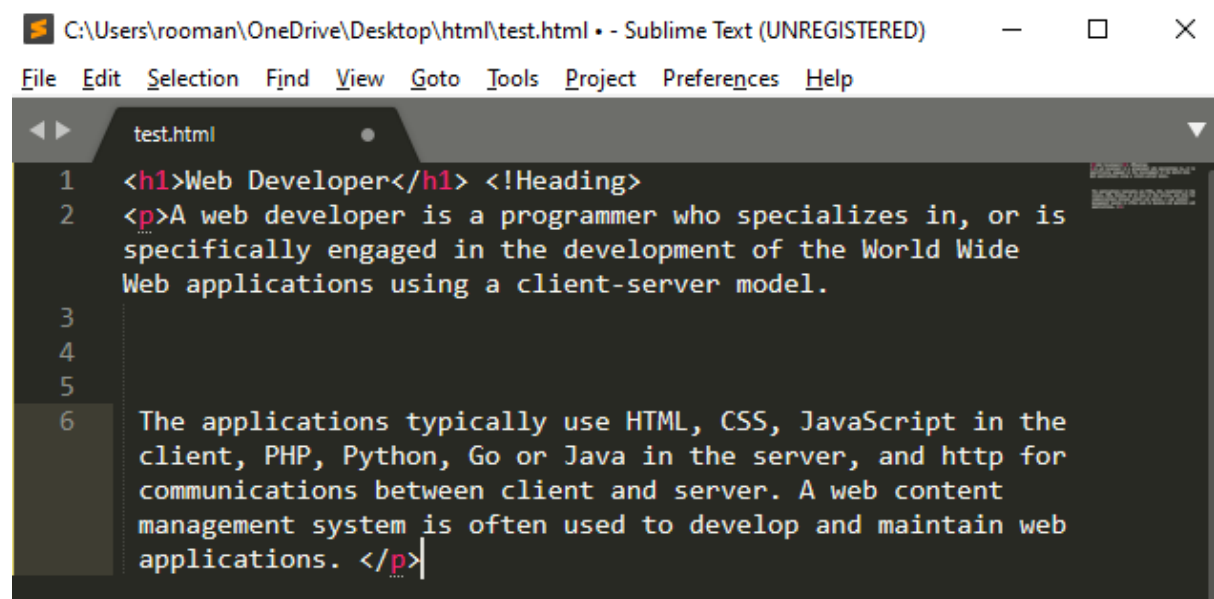 C:\Users\rooman\OneDrive\Desktop\html\test.html • - Sublime Text (UNREGISTERED)
File Edit Selection Find View Goto Tools Project Preferences Help
test.html
1 <h1>Web Developer</h1> <!Heading>
2 <p>A web developer is a programmer who specializes in, or is
specifically engaged in the development of the World Wide
Web applications using a client-server model.
3
4
5
6 The applications typically use HTML, CSS, JavaScript in the
client, PHP, Python, Go or Java in the server, and http for
communications between client and server. A web content
management system is often used to develop and maintain web
applications. </p>